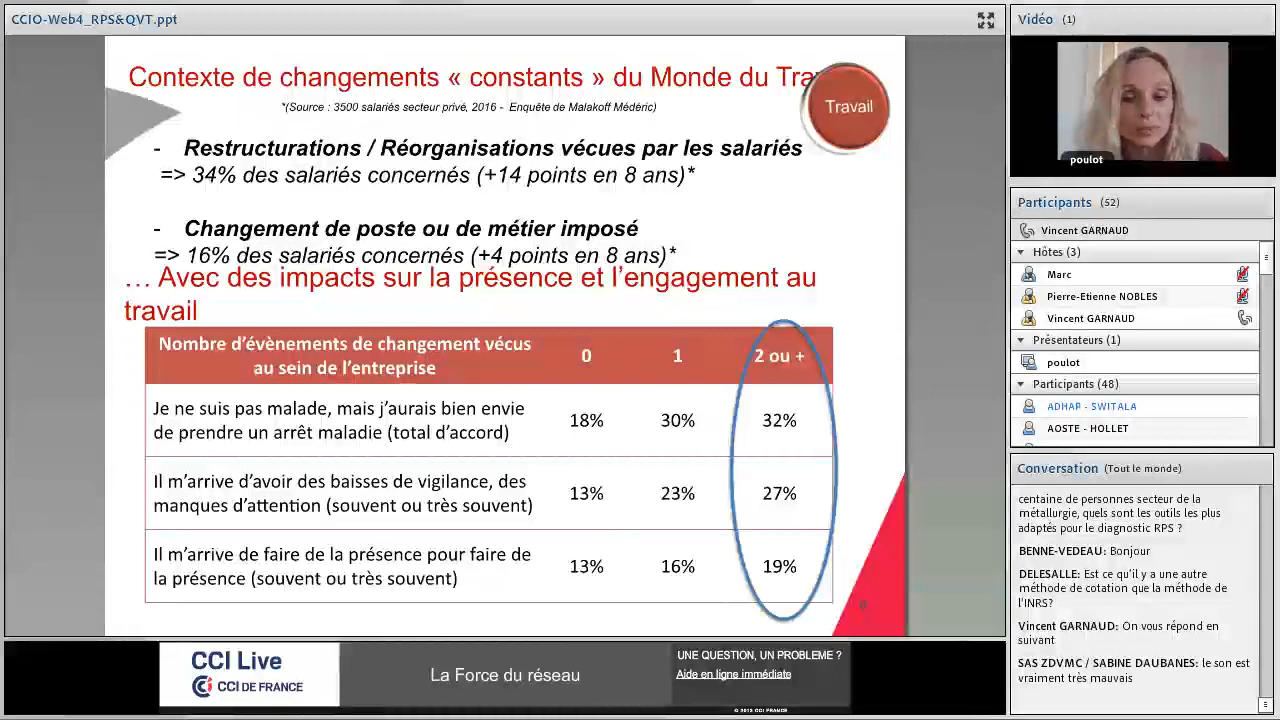 CCIO-Web4_RPS&QVT.ppt
Contexte de changements « constants » du Monde du Tra
Travail
*(Source : 3500 salariés secteur privé, 2016 - Enquête de Malakoff Médéric)
- Restructurations / Réorganisations vécues par les salariés
=> 34% des salariés concernés (+14 points en 8 ans)*
- Changement de poste ou de métier imposé
=> 16% des salariés concernés (+4 points en 8 ans)*
… Avec des impacts sur la présence et l’engagement au
travail
Nombre d’évènements de changement vécus
au sein de l’entreprise
0 1 2 ou +
Je ne suis pas malade, mais j’aurais bien envie
de prendre un arrêt maladie (total d’accord)
18% 30% 32%
Il m’arrive d’avoir des baisses de vigilance, des
manques d’attention (souvent ou très souvent)
13% 23% 27%
Il m’arrive de faire de la présence pour faire de
la présence (souvent ou très souvent)
13% 16% 19%
CCI Live
CCI DE FRANCE
La Force du réseau
UNE QUESTION, UN PROBLEME ?
Aide en ligne immédiate
© 2013 CCI FRANCE
Vidéo (1)
poulot
Participants (52)
Vincent GARNAUD
Hôtes (3)
Marc
Pierre-Etienne NOBLES
Vincent GARNAUD
Présentateurs (1)
poulot
Participants (48)
ADHAP - SWITALA
AOSTE - HOLLET
Conversation (Tout le monde)
centaine de personnes secteur de la
métallurgie, quels sont les outils les plus
adaptés pour le diagnostic RPS ?
BENNE-VEDEAU: Bonjour
DELESALLE: Est ce qu'il y a une autre
méthode de cotation que la méthode de
l'INRS?
Vincent GARNAUD: On vous répond en
suivant
SAS ZDVMC / SABINE DAUBANES: le son est
vraiment très mauvais